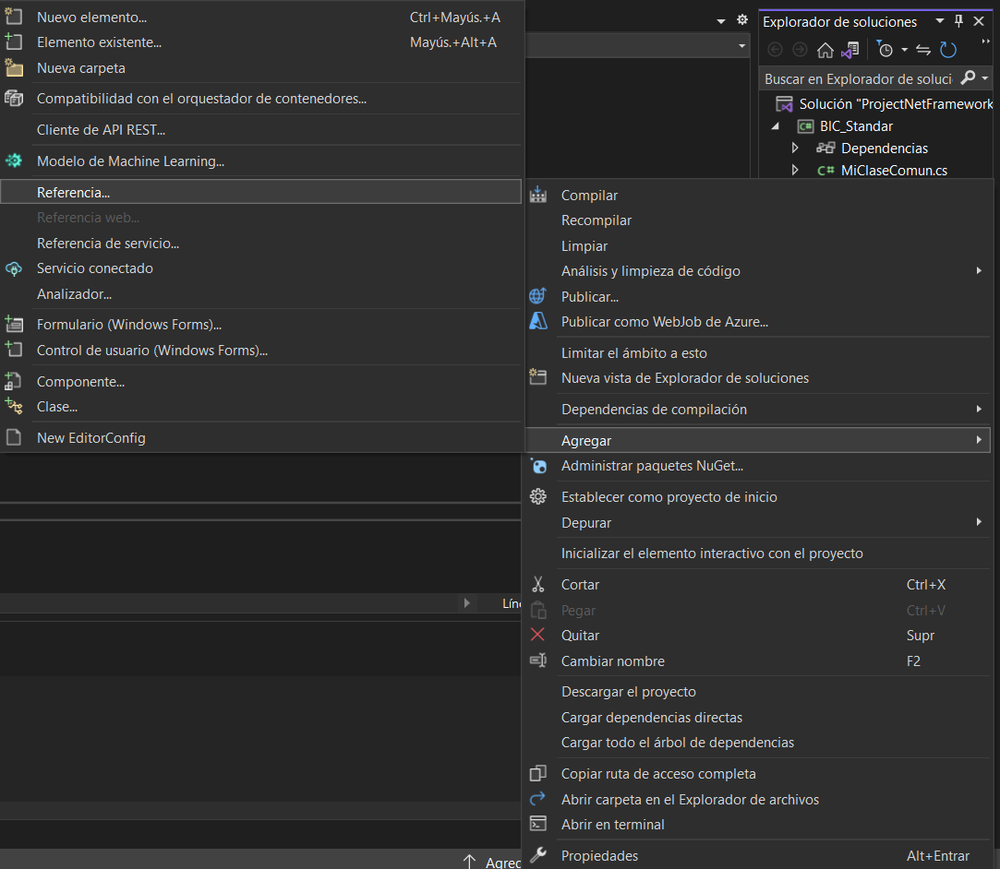 Nuevo elemento... Ctrl+Mayús.+A
Elemento existente... Mayús.+Alt+A
Nueva carpeta
Compatibilidad con el orquestador de contenedores...
Cliente de API REST...
Modelo de Machine Learning...
Referencia...
Referencia web...
Referencia de servicio...
Servicio conectado
Analizador...
Formulario (Windows Forms)...
Control de usuario (Windows Forms)...
Componente...
Clase...
New EditorConfig
Explorador de soluciones
Buscar en Explorador de soluci
Solución "ProjectNetFramework
C# BIC_Standar
Dependencias
C# MiClaseComun.cs
Compilar
Recompilar
Limpiar
Análisis y limpieza de código
Publicar...
Publicar como WebJob de Azure...
Limitar el ámbito a esto
Nueva vista de Explorador de soluciones
Dependencias de compilación
Agregar
Administrar paquetes NuGet...
Establecer como proyecto de inicio
Depurar
Inicializar el elemento interactivo con el proyecto
Cortar Ctrl+X
Pegar Ctrl+V
Quitar Supr
Cambiar nombre F2
Descargar el proyecto
Cargar dependencias directas
Cargar todo el árbol de dependencias
Copiar ruta de acceso completa
Abrir carpeta en el Explorador de archivos
Abrir en terminal
Propiedades Alt+Entrar
Líne
Agreg